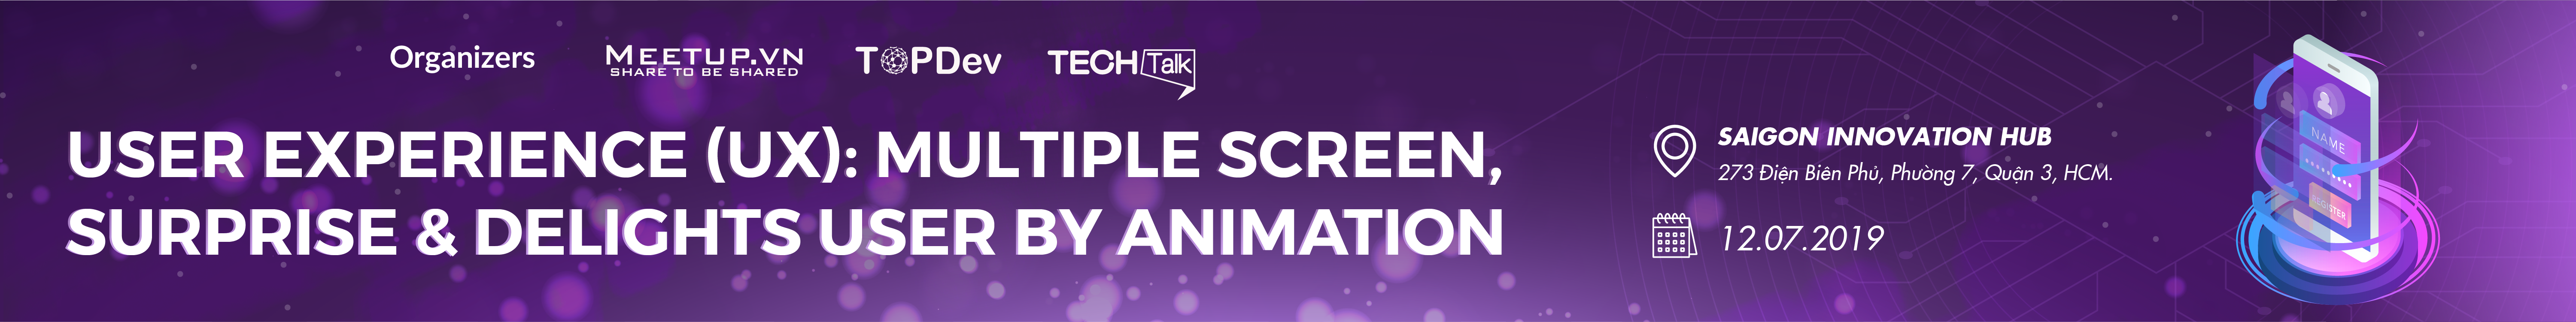 Organizers
MEETUP.VN
SHARE TO BE SHARED
TOPDev
TECH Talk
USER EXPERIENCE (UX): MULTIPLE SCREEN,
SURPRISE & DELIGHTS USER BY ANIMATION
SAIGON INNOVATION HUB
273 Điện Biên Phủ, Phường 7, Quận 3, HCM.
12.07.2019
NAME
REGISTER